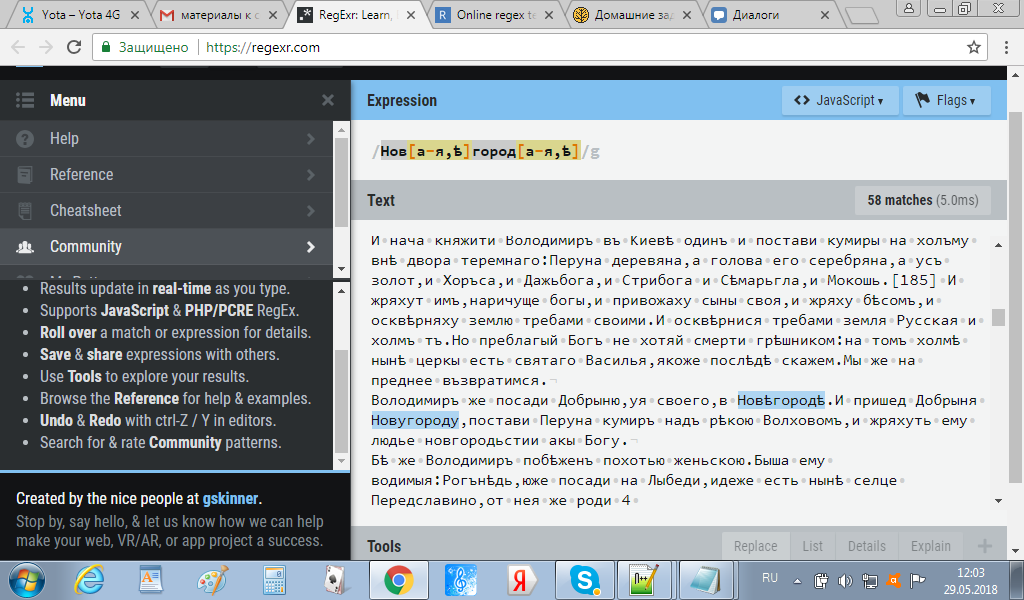 Yota – Yota 4G
материалы к с
RegExr: Learn,
Online regex te
Домашние зад
Диалоги
Защищено
https://regexr.com
Menu
Help
Reference
Cheatsheet
Community
Results update in real-time as you type.
Supports JavaScript & PHP/PCRE RegEx.
Roll over a match or expression for details.
Save & share expressions with others.
Use Tools to explore your results.
Browse the Reference for help & examples.
Undo & Redo with ctrl-Z / Y in editors.
Search for & rate Community patterns.
Created by the nice people at gskinner.
Stop by, say hello, & let us know how we can help
make your web, VR/AR, or app project a success.
Expression
JavaScript
Flags
/Нов[а-я,ѣ]город[а-я,ѣ]/g
Text
58 matches (5.0ms)
И нача княжити Володимиръ въ Киевѣ одинъ и постави кумиры на холъму
внѣ двора теремнаго:Перуна деревяна,а голова его серебряна,а усъ
золот,и Хоръса,и Дажьбога,и Стрибога и Сѣмарьгла,и Мокошь.[185] И
жряхут имъ,наричуще богы,и привожаху сыны своя,и жряху бѣсомъ,и
осквѣрняху землю требами своими.И осквѣрнися требами земля Русская и
холмъ тъ.Но преблагый Богъ не хотяй смерти грѣшником:на томъ холмѣ
нынѣ церкы есть святаго Василья,якоже послѣдѣ скажем.Мы же на
преднее възвратимся.
Володимиръ же посади Добрыню,уя своего,в Новѣгородѣ.И пришед Добрыня
Новугороду,постави Перуна кумиръ надъ рѣкою Волховомъ,и жряхуть ему
людье новгородьстии акы Богу.
Бѣ же Володимиръ побѣженъ похотью женьскою.Быша ему
водимыя:Рогънѣдь,юже посади на Лыбеди,идеже есть нынѣ селце
Передславино,от нея же роди 4
Tools
Replace
List
Details
Explain
RU
12:03
29.05.2018